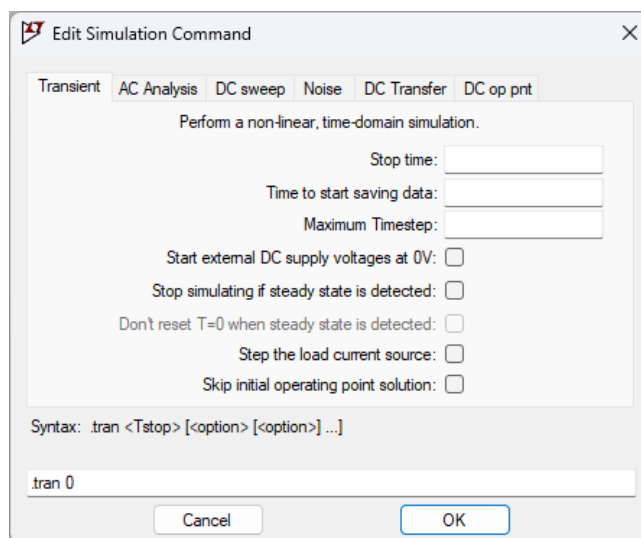 Edit Simulation Command
Transient AC Analysis DC sweep Noise DC Transfer DC op pnt
Perform a non-linear, time-domain simulation.
Stop time:
Time to start saving data:
Maximum Timestep:
Start external DC supply voltages at 0V:
Stop simulating if steady state is detected:
Don't reset T=0 when steady state is detected:
Step the load current source:
Skip initial operating point solution:
Syntax: .tran <Tstop> [<option> [<option>] ...]
.tran 0
Cancel OK